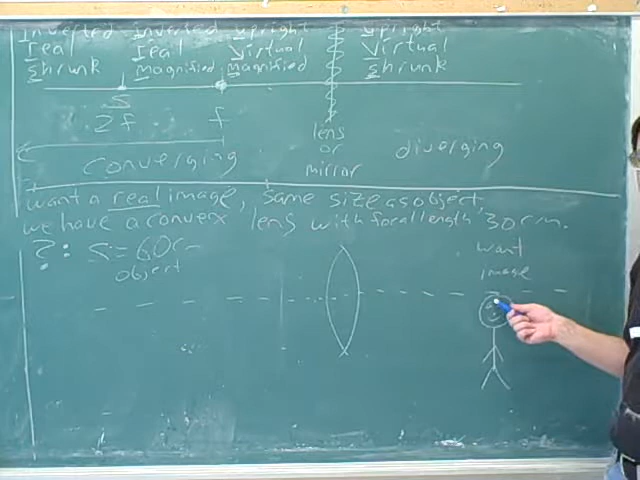 Inverted inverted upright upright
real real Virtual Virtual
Shrunk magnified magnified Shrunk
S
2f f
lens
or
mirror
converging diverging
want a real image, same size as object,
we have a convex lens with focal length 30cm.
?: S = 60cm
object
want
image